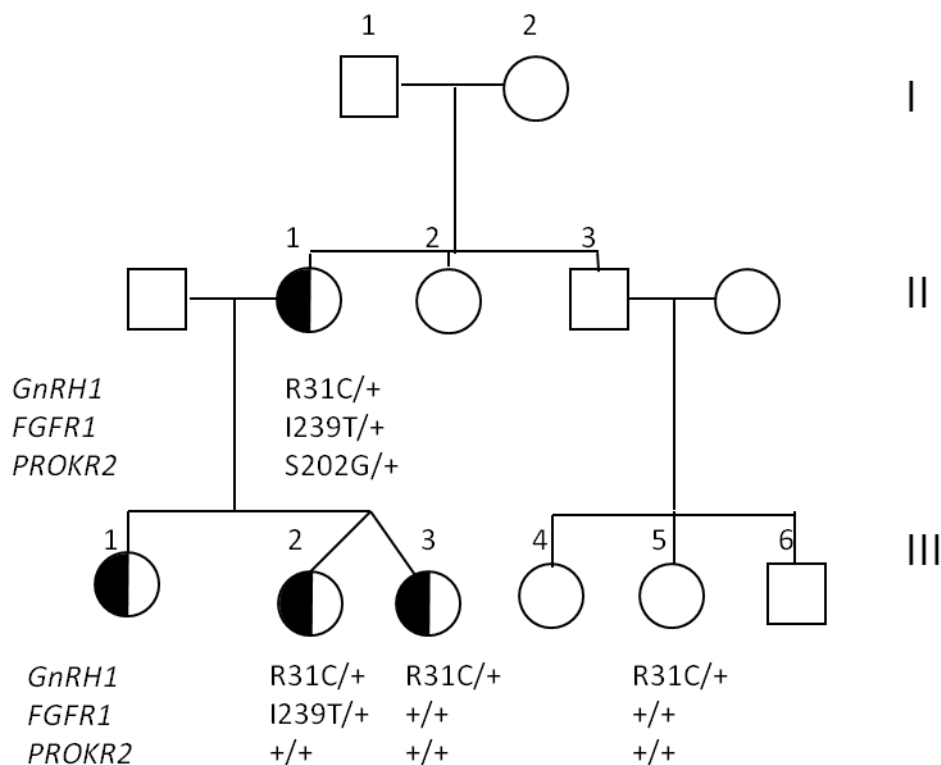 1 2
I
1 2 3
II
GnRH1 R31C/+
FGFR1 I239T/+
PROKR2 S202G/+
1 2 3 4 5 6
III
GnRH1 R31C/+ R31C/+ R31C/+
FGFR1 I239T/+ +/+ +/+
PROKR2 +/+ +/+ +/+